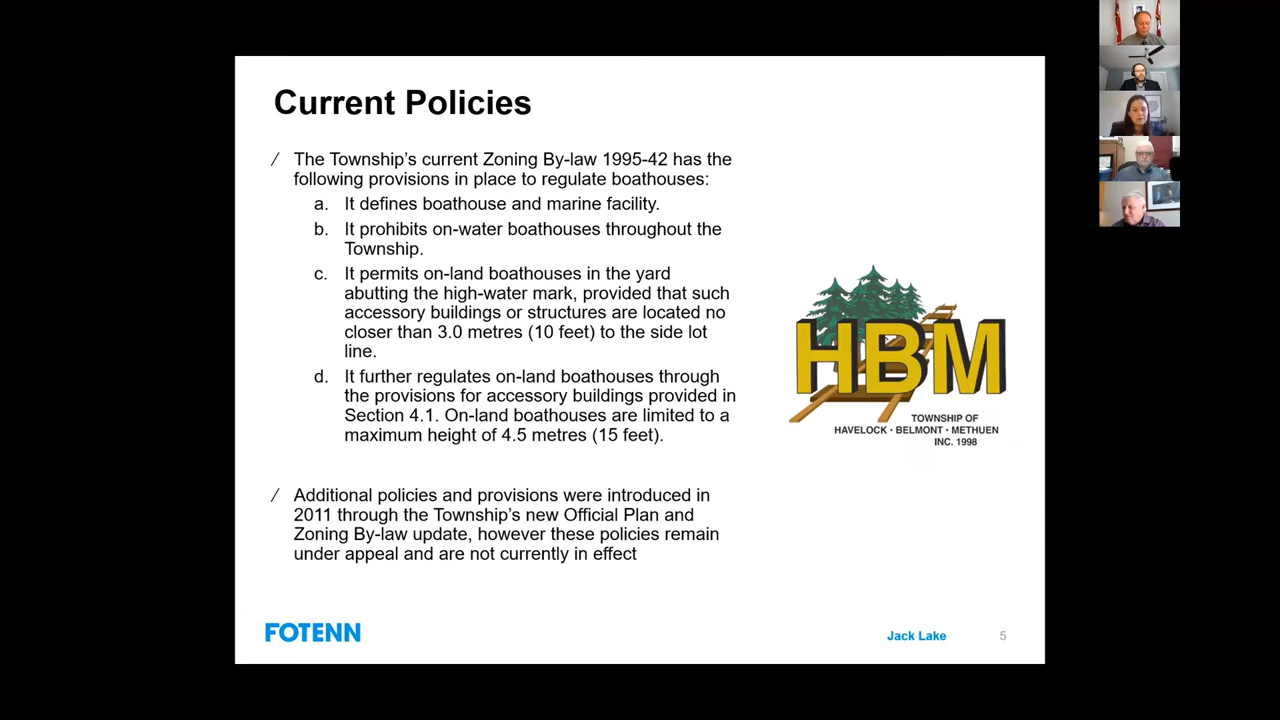 Current Policies
/ The Township's current Zoning By-law 1995-42 has the
following provisions in place to regulate boathouses:
a. It defines boathouse and marine facility.
b. It prohibits on-water boathouses throughout the
Township.
c. It permits on-land boathouses in the yard
abutting the high-water mark, provided that such
accessory buildings or structures are located no
closer than 3.0 metres (10 feet) to the side lot
line.
d. It further regulates on-land boathouses through
the provisions for accessory buildings provided in
Section 4.1. On-land boathouses are limited to a
maximum height of 4.5 metres (15 feet).
/ Additional policies and provisions were introduced in
2011 through the Township's new Official Plan and
Zoning By-law update, however these policies remain
under appeal and are not currently in effect
HBM
TOWNSHIP OF
HAVELOCK · BELMONT · METHUEN
INC. 1998
FOTENN
Jack Lake
5